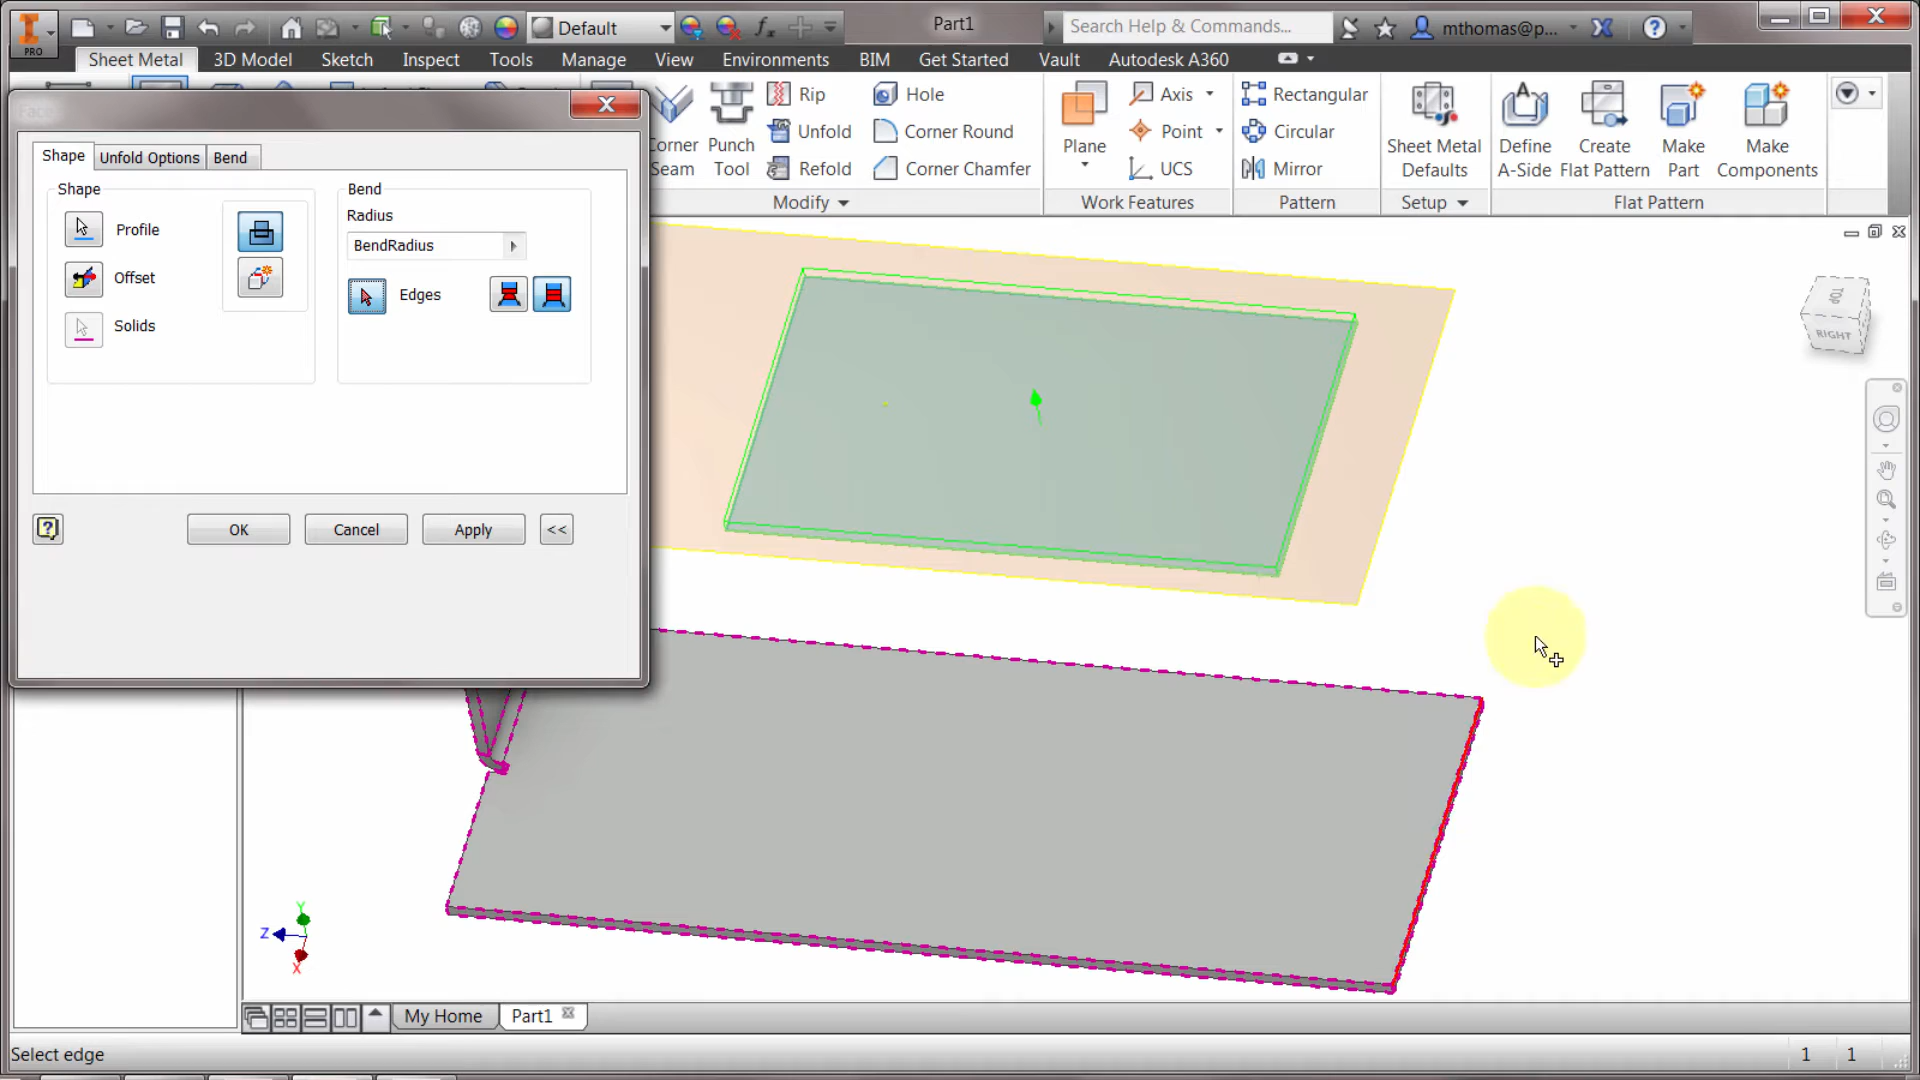 PRO
Default
fx
Part1
Search Help & Commands...
mthomas@p...
Sheet Metal
3D Model
Sketch
Inspect
Tools
Manage
View
Environments
BIM
Get Started
Vault
Autodesk A360
Rip
Hole
Axis
Rectangular
Unfold
Corner Round
Point
Circular
Corner Seam
Punch Tool
Refold
Corner Chamfer
Plane
UCS
Mirror
Sheet Metal Defaults
Define A-Side
Create Flat Pattern
Make Part
Make Components
Modify
Work Features
Pattern
Setup
Flat Pattern
Face
Shape
Unfold Options
Bend
Shape
Profile
Offset
Solids
Bend
Radius
BendRadius
Edges
OK
Cancel
Apply
<<
TOP
RIGHT
Y
Z
X
My Home
Part1
Select edge
1 1